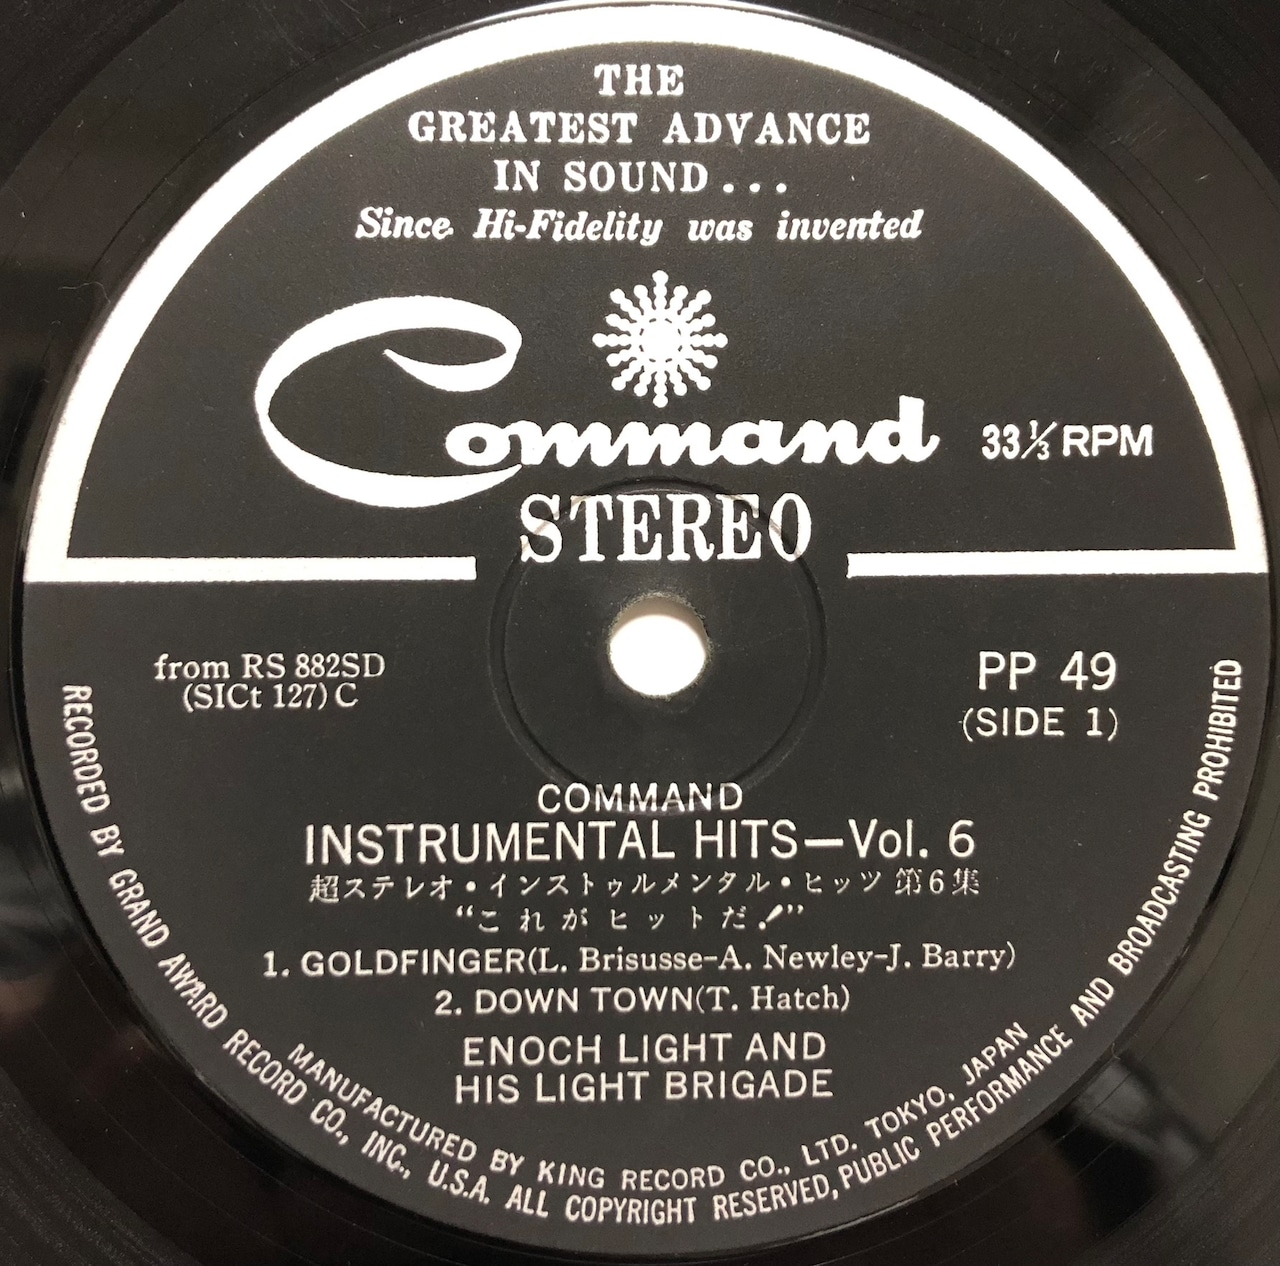 THE
GREATEST ADVANCE
IN SOUND...
Since Hi-Fidelity was invented
Command
33⅓ RPM
STEREO
from RS 882SD
(SICt 127) C
PP 49
(SIDE 1)
COMMAND
INSTRUMENTAL HITS—Vol. 6
超ステレオ・インストゥルメンタル・ヒッツ 第6集
“これがヒットだ!”
1. GOLDFINGER(L. Brisusse-A. Newley-J. Barry)
2. DOWN TOWN(T. Hatch)
ENOCH LIGHT AND
HIS LIGHT BRIGADE
MANUFACTURED BY KING RECORD CO., LTD. TOKYO, JAPAN
RECORDED BY GRAND AWARD RECORD CO., INC., U.S.A. ALL COPYRIGHT RESERVED, PUBLIC PERFORMANCE AND BROADCASTING PROHIBITED